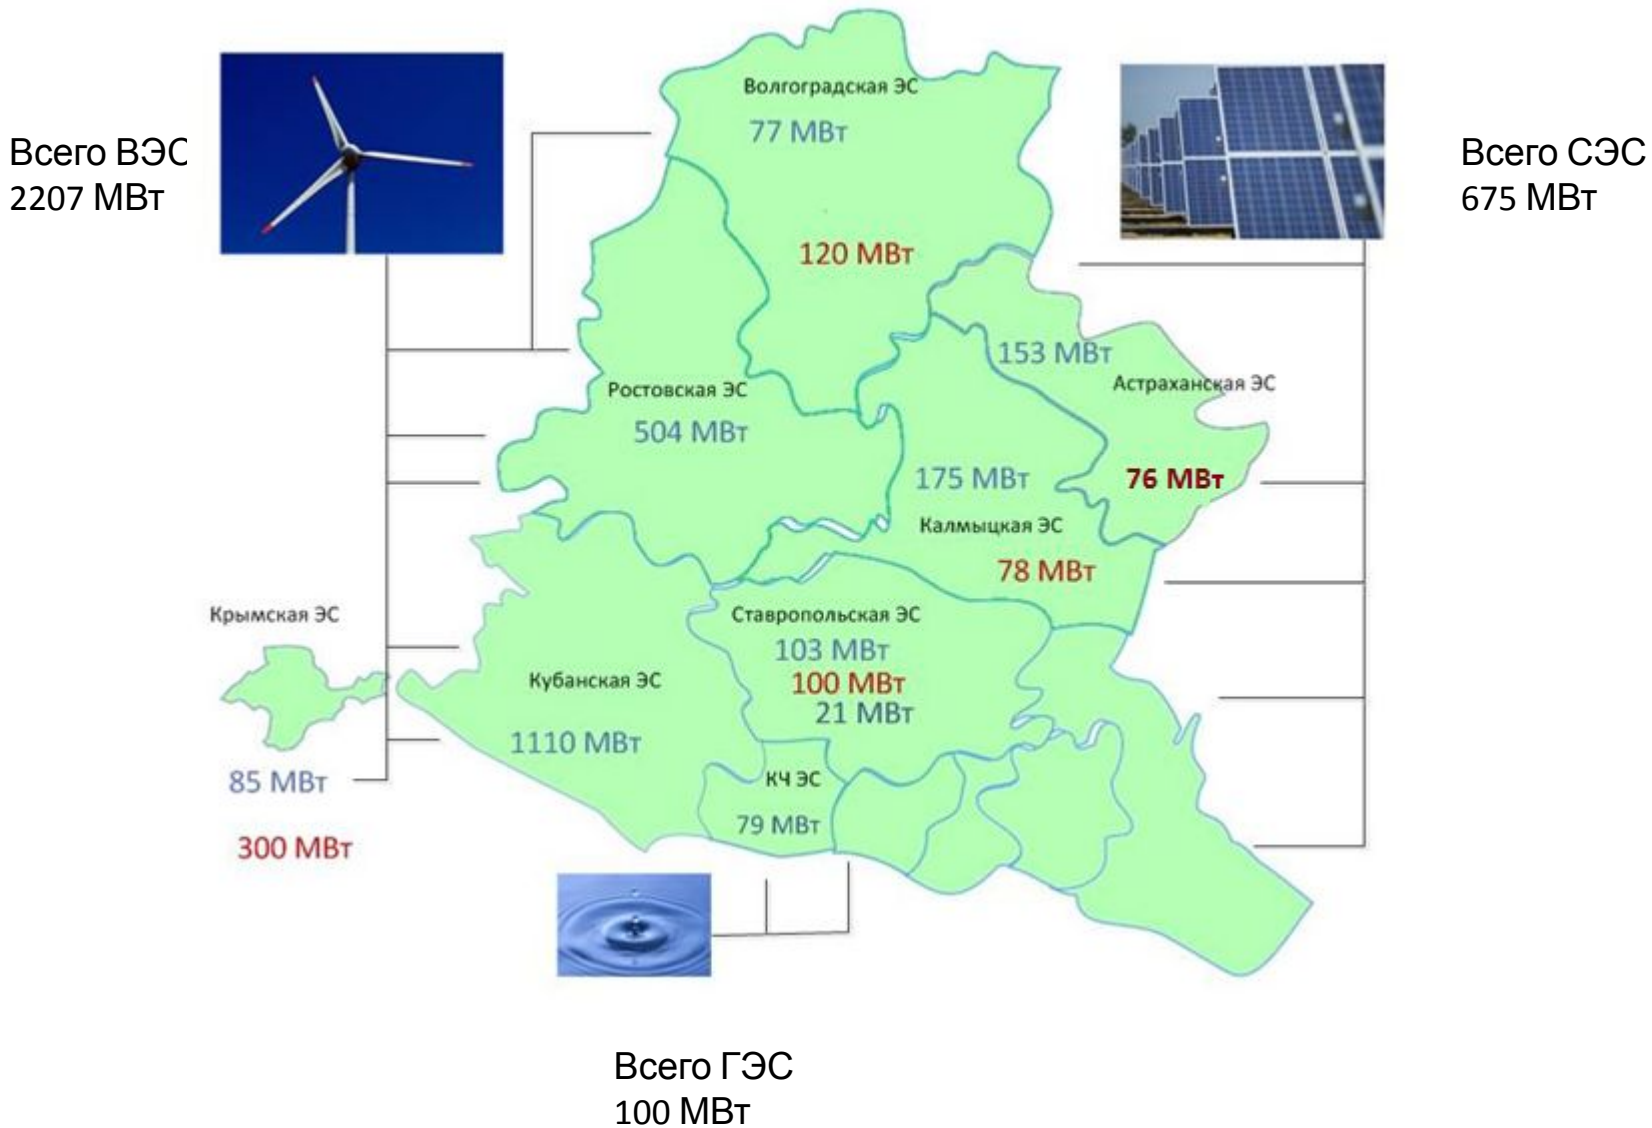 Всего ВЭС
2207 МВт
Волгоградская ЭС
77 МВт
120 МВт
Всего СЭС
675 МВт
153 МВт
Астраханская ЭС
76 МВт
Ростовская ЭС
504 МВт
175 МВт
Калмыцкая ЭС
78 МВт
Крымская ЭС
85 МВт
300 МВт
Кубанская ЭС
1110 МВт
Ставропольская ЭС
103 МВт
100 МВт
21 МВт
КЧ ЭС
79 МВт
Всего ГЭС
100 МВт